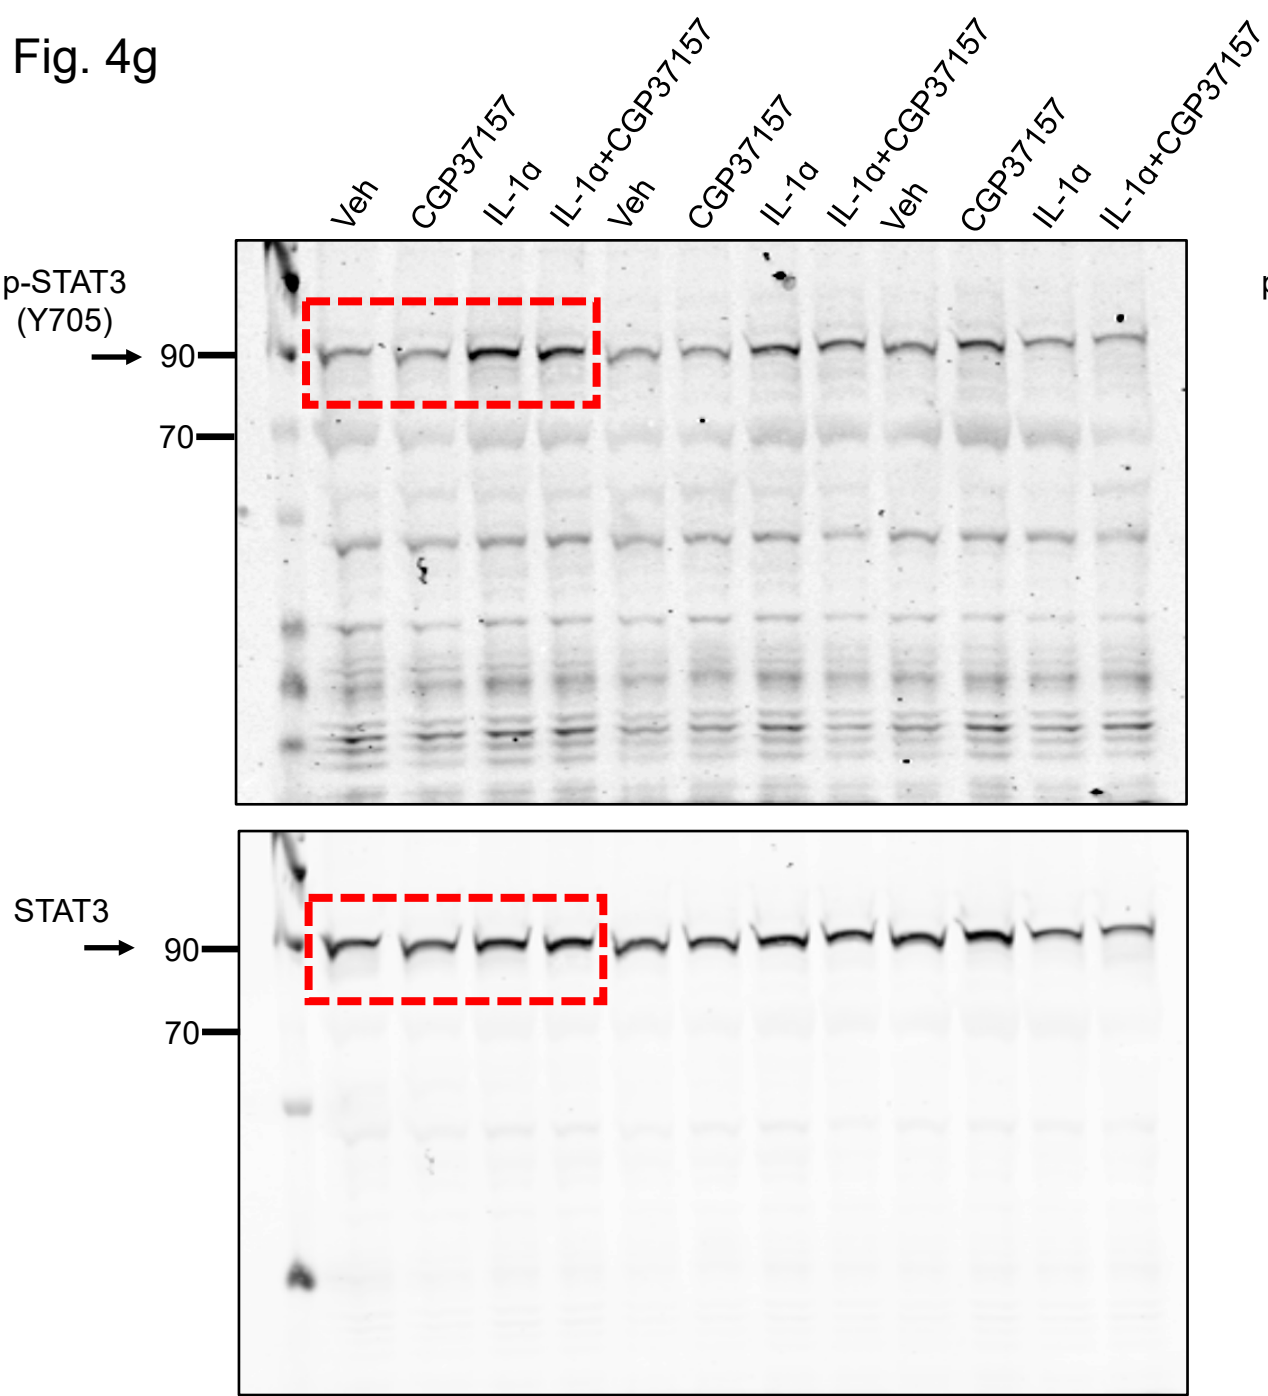 Fig. 4g
Veh
CGP37157
IL-1α
IL-1α+CGP37157
Veh
CGP37157
IL-1α
IL-1α+CGP37157
Veh
CGP37157
IL-1α
IL-1α+CGP37157
p-STAT3
(Y705)
90
70
p
STAT3
90
70